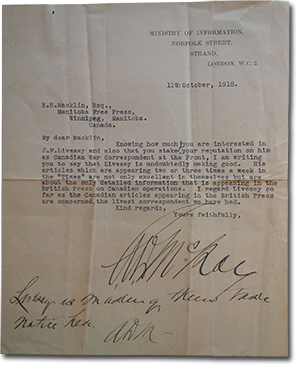 MINISTRY OF INFORMATION,
NORFOLK STREET,
STRAND,
LONDON, W.C. 2.
11th October, 1918.
E.H. Macklin, Esq.,
Manitoba Free Press,
Winnipeg, Manitoba.
Canada.
My dear Macklin,
Knowing how much you are interested in
J.F.Livesay and also that you stake your reputation on him
as Canadian War Correspondent at the Front, I am writing
you to say that Livesay is undoubtedly making good. His
articles which are appearing two or three times a week in
the "Times" are not only excellent in themselves but are
about the only detailed information that is appearing in the
British Press on Canadian operations. I regard Livesay so
far as the Canadian articles appearing in the British Press
are concerned the livest correspondent we have had.
Kind regards,
Yours faithfully,
Livesay is